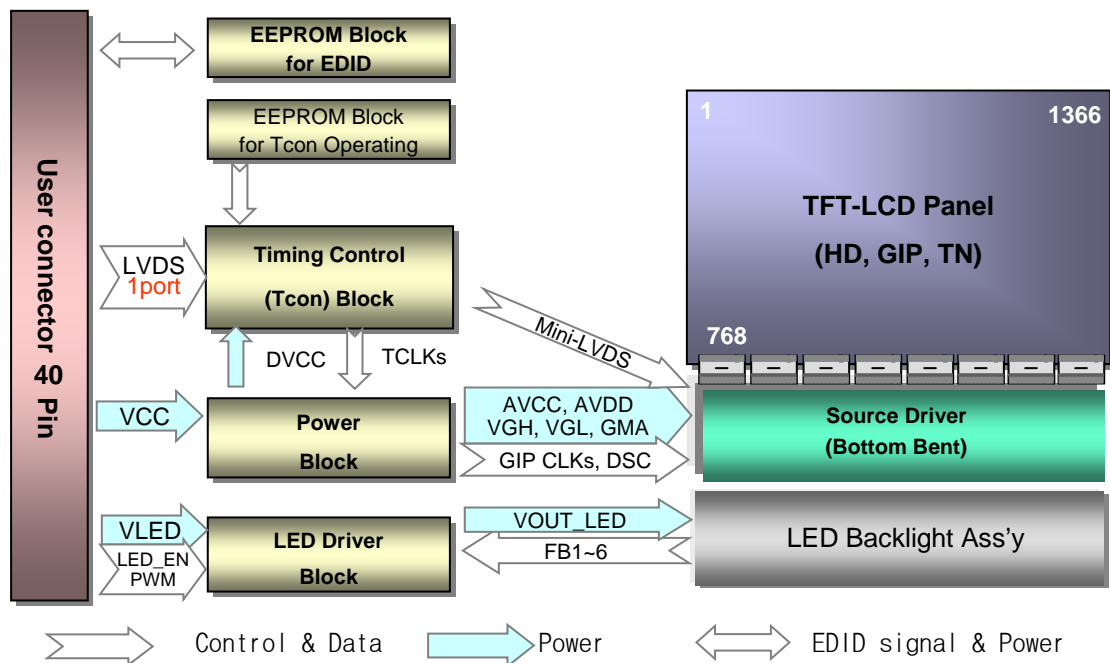 EEPROM Block
for EDID
EEPROM Block
for Tcon Operating
User connector 40 Pin
LVDS
1port
Timing Control
(Tcon) Block
DVCC
TCLKs
Mini-LVDS
1
1366
TFT-LCD Panel
(HD, GIP, TN)
768
VCC
Power
Block
AVCC, AVDD
VGH, VGL, GMA
GIP CLKs, DSC
Source Driver
(Bottom Bent)
VLED
LED_EN
PWM
LED Driver
Block
VOUT_LED
FB1~6
LED Backlight Ass'y
Control & Data
Power
EDID signal & Power